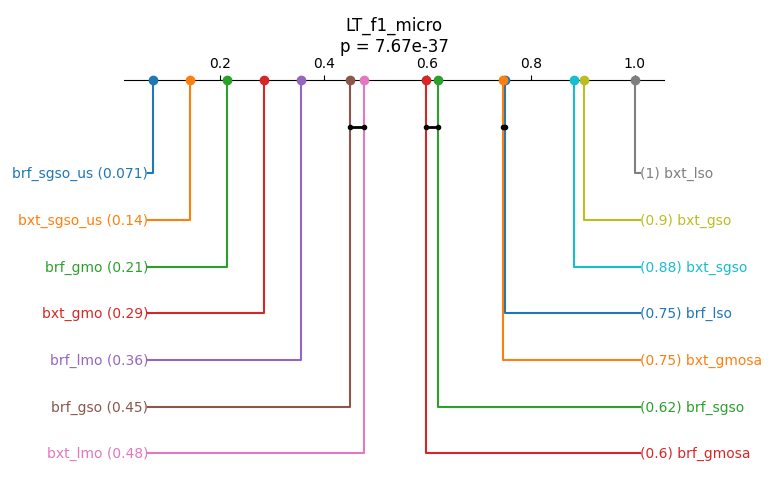 LT_f1_micro
p = 7.67e-37
0.2 0.4 0.6 0.8 1.0
brf_sgso_us (0.071) (1) bxt_lso
bxt_sgso_us (0.14) (0.9) bxt_gso
brf_gmo (0.21) (0.88) bxt_sgso
bxt_gmo (0.29) (0.75) brf_lso
brf_lmo (0.36) (0.75) bxt_gmosa
brf_gso (0.45) (0.62) brf_sgso
bxt_lmo (0.48) (0.6) brf_gmosa